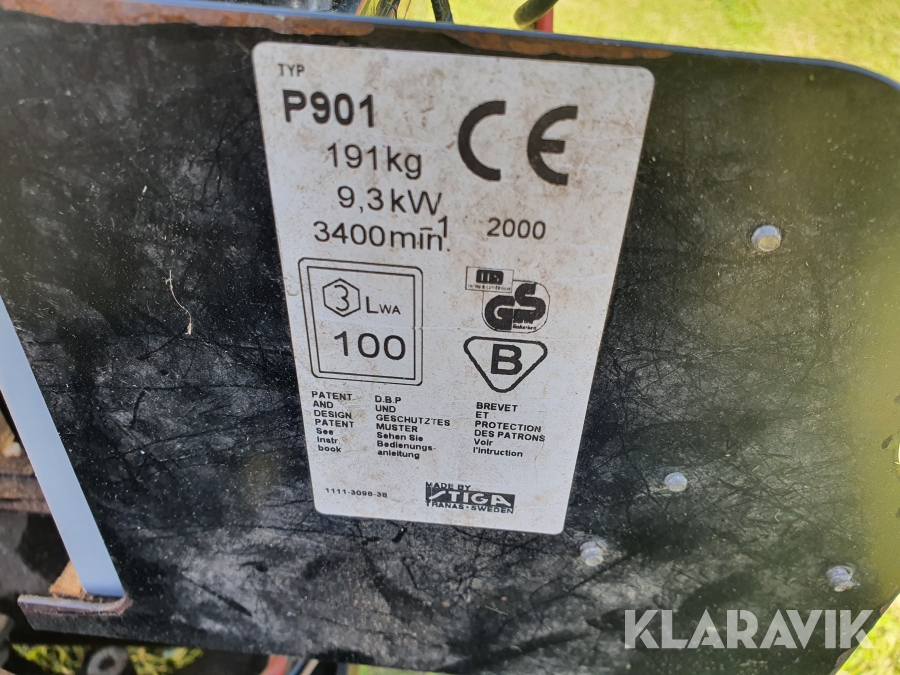 TYP
P901
CE
191kg
9,3kW
3400min.-1 2000
GS
3 LWA
100
B
PATENT
AND
DESIGN
PATENT
See
instr.
book
D.B.P
UND
GESCHUTZTES
MUSTER
Sehen Sie
Bedienungs-
anleitung
BREVET
ET
PROTECTION
DES PATRONS
Voir
l'intruction
1111-3098-38
MADE BY
STIGA
TRANAS·SWEDEN
KLARAVIK